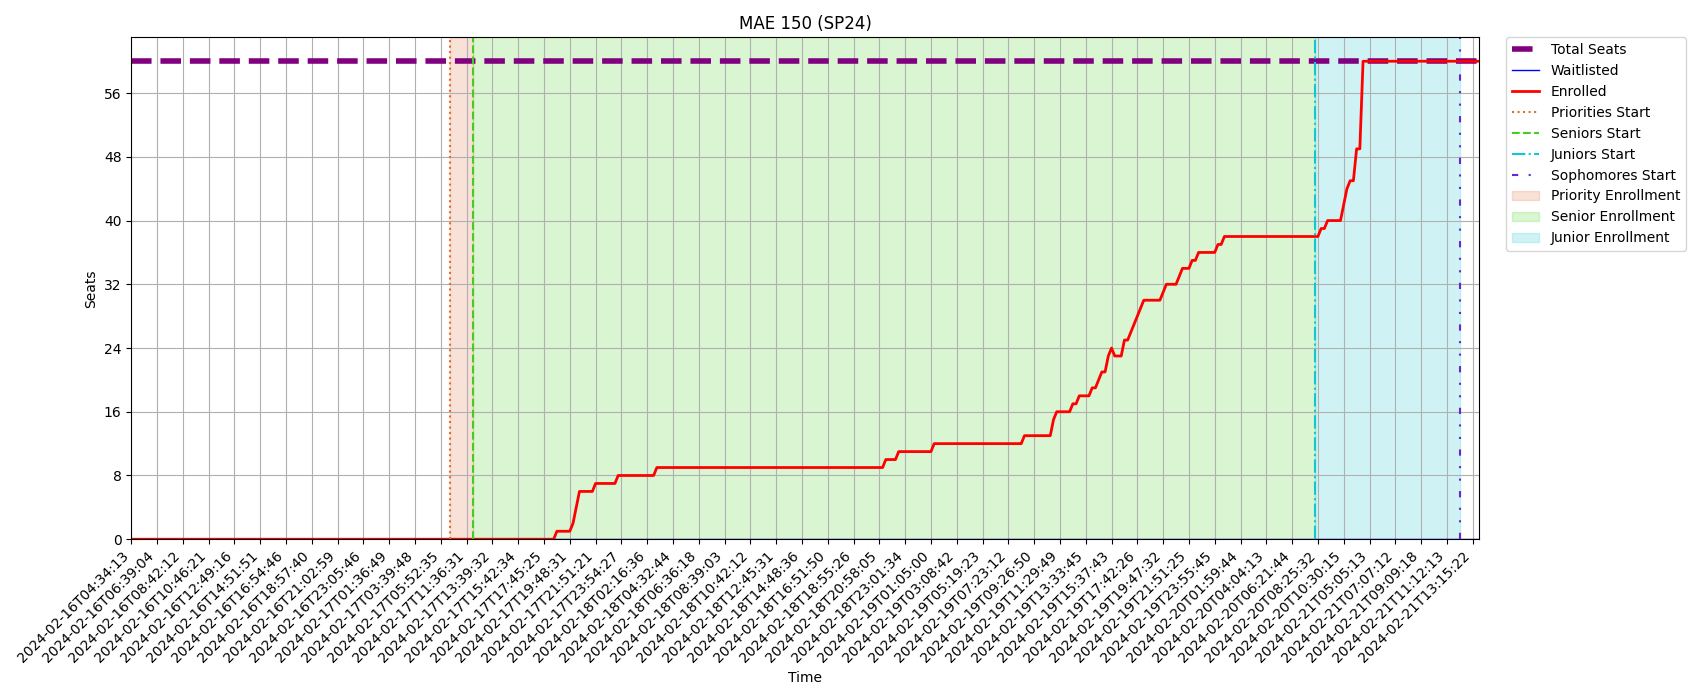 MAE 150 (SP24)
Total Seats
Waitlisted
Enrolled
Priorities Start
Seniors Start
Juniors Start
Sophomores Start
Priority Enrollment
Senior Enrollment
Junior Enrollment
Seats
56
48
40
32
24
16
8
0
2024-02-16T04:34:13
2024-02-16T06:39:04
2024-02-16T08:42:12
2024-02-16T10:46:21
2024-02-16T12:49:16
2024-02-16T14:51:51
2024-02-16T16:54:46
2024-02-16T18:57:40
2024-02-16T21:02:59
2024-02-16T23:05:46
2024-02-17T01:36:49
2024-02-17T03:39:48
2024-02-17T05:52:35
2024-02-17T11:36:31
2024-02-17T13:39:32
2024-02-17T15:42:34
2024-02-17T17:45:25
2024-02-17T19:48:31
2024-02-17T21:51:21
2024-02-17T23:54:27
2024-02-18T02:16:36
2024-02-18T04:32:44
2024-02-18T06:36:18
2024-02-18T08:39:03
2024-02-18T10:42:12
2024-02-18T12:45:31
2024-02-18T14:48:36
2024-02-18T16:51:50
2024-02-18T18:55:26
2024-02-18T20:58:05
2024-02-18T23:01:34
2024-02-19T01:05:00
2024-02-19T03:08:42
2024-02-19T05:19:23
2024-02-19T07:23:12
2024-02-19T09:26:50
2024-02-19T11:29:49
2024-02-19T13:33:45
2024-02-19T15:37:43
2024-02-19T17:42:26
2024-02-19T19:47:32
2024-02-19T21:51:25
2024-02-19T23:55:45
2024-02-20T01:59:44
2024-02-20T04:04:13
2024-02-20T06:21:44
2024-02-20T08:25:32
2024-02-20T10:30:15
2024-02-21T05:05:13
2024-02-21T07:07:12
2024-02-21T09:09:18
2024-02-21T11:12:13
2024-02-21T13:15:22
Time